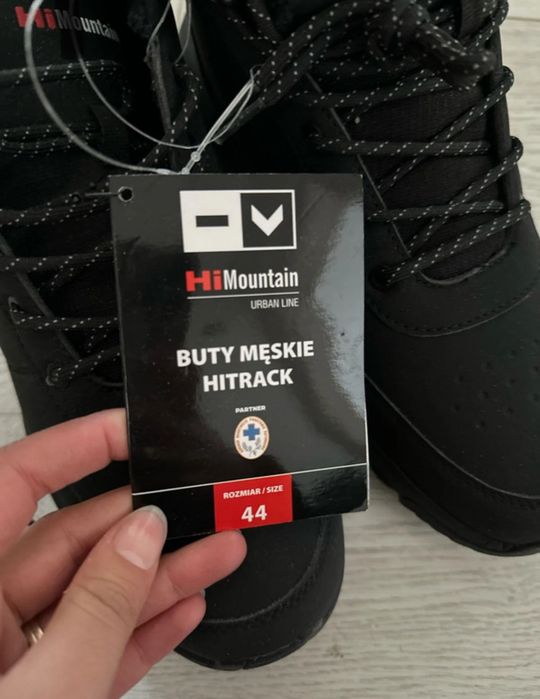 HiMountain
HiMountain
URBAN LINE
BUTY MĘSKIE
HITRACK
PARTNER
ROZMIAR / SIZE
44